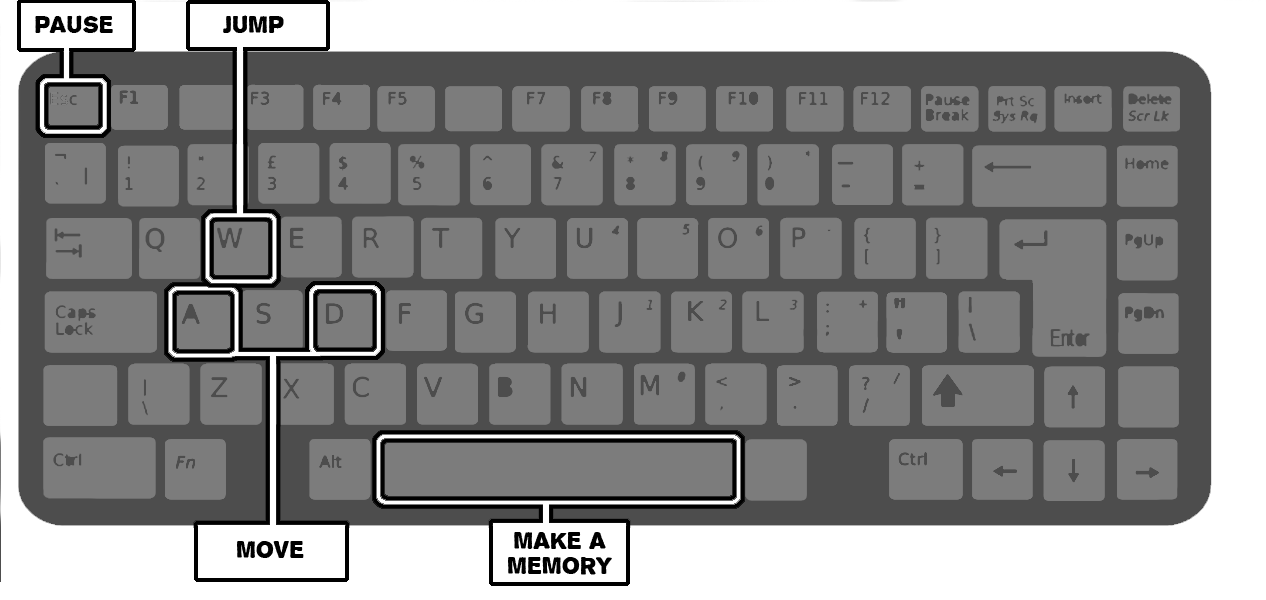 PAUSE JUMP
F1 F3 F4 F5 F7 F8 F9 F10 F11 F12 Pause Break Prt Sc Sys Rq Insert Delete Scr Lk
¬ ! " £ $ % ^ & 7 * 8 ( 9 ) — + Home
1 2 3 4 5 6 7 8 9 0 - =
Q W E R T Y U 4 5 O 6 P { [ } ] PgUp
Caps Lock A S D F G H J 1 K 2 L 3 : ; + | \ Enter PgDn
| \ Z X C V B N M < , > . ? / /
Ctrl Fn Alt Ctrl
MOVE
MAKE A
MEMORY